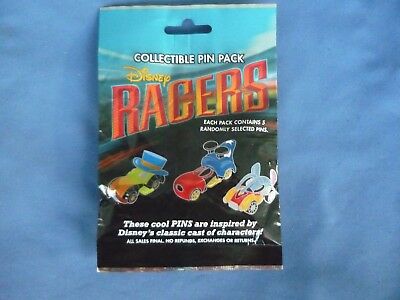 COLLECTIBLE PIN PACK
Disney
RACERS
EACH PACK CONTAINS 5
RANDOMLY SELECTED PINS.
These cool PINS are inspired by
Disney's classic cast of characters!
ALL SALES FINAL. NO REFUNDS, EXCHANGES OR RETURNS.